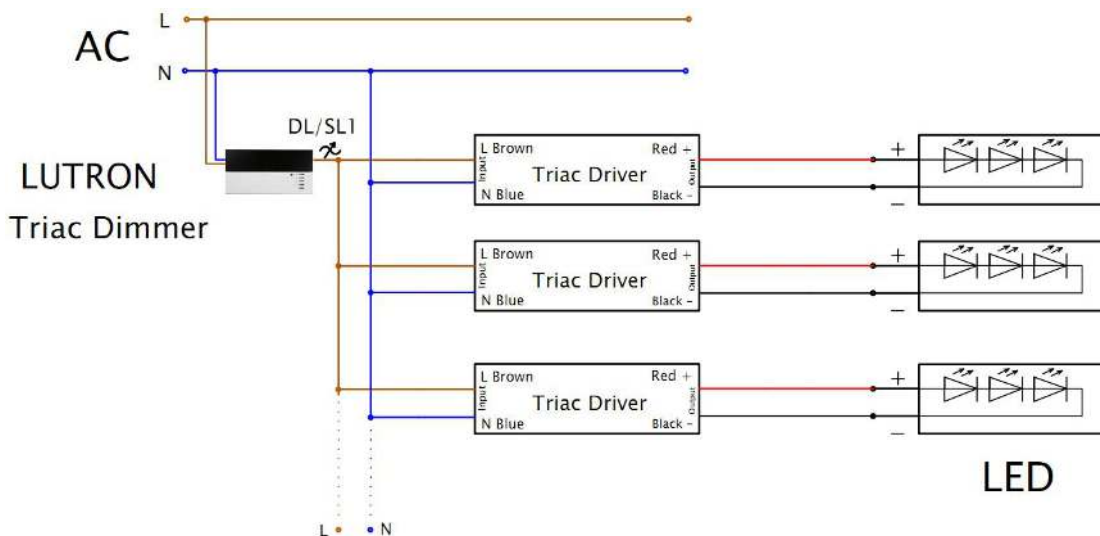 L
AC
N
DL/SL1
LUTRON
Triac Dimmer
L Brown
Red +
Input
Triac Driver
Output
N Blue
Black -
+
−
L Brown
Red +
Input
Triac Driver
Output
N Blue
Black -
+
−
L Brown
Red +
Input
Triac Driver
Output
N Blue
Black -
+
−
LED
L
N